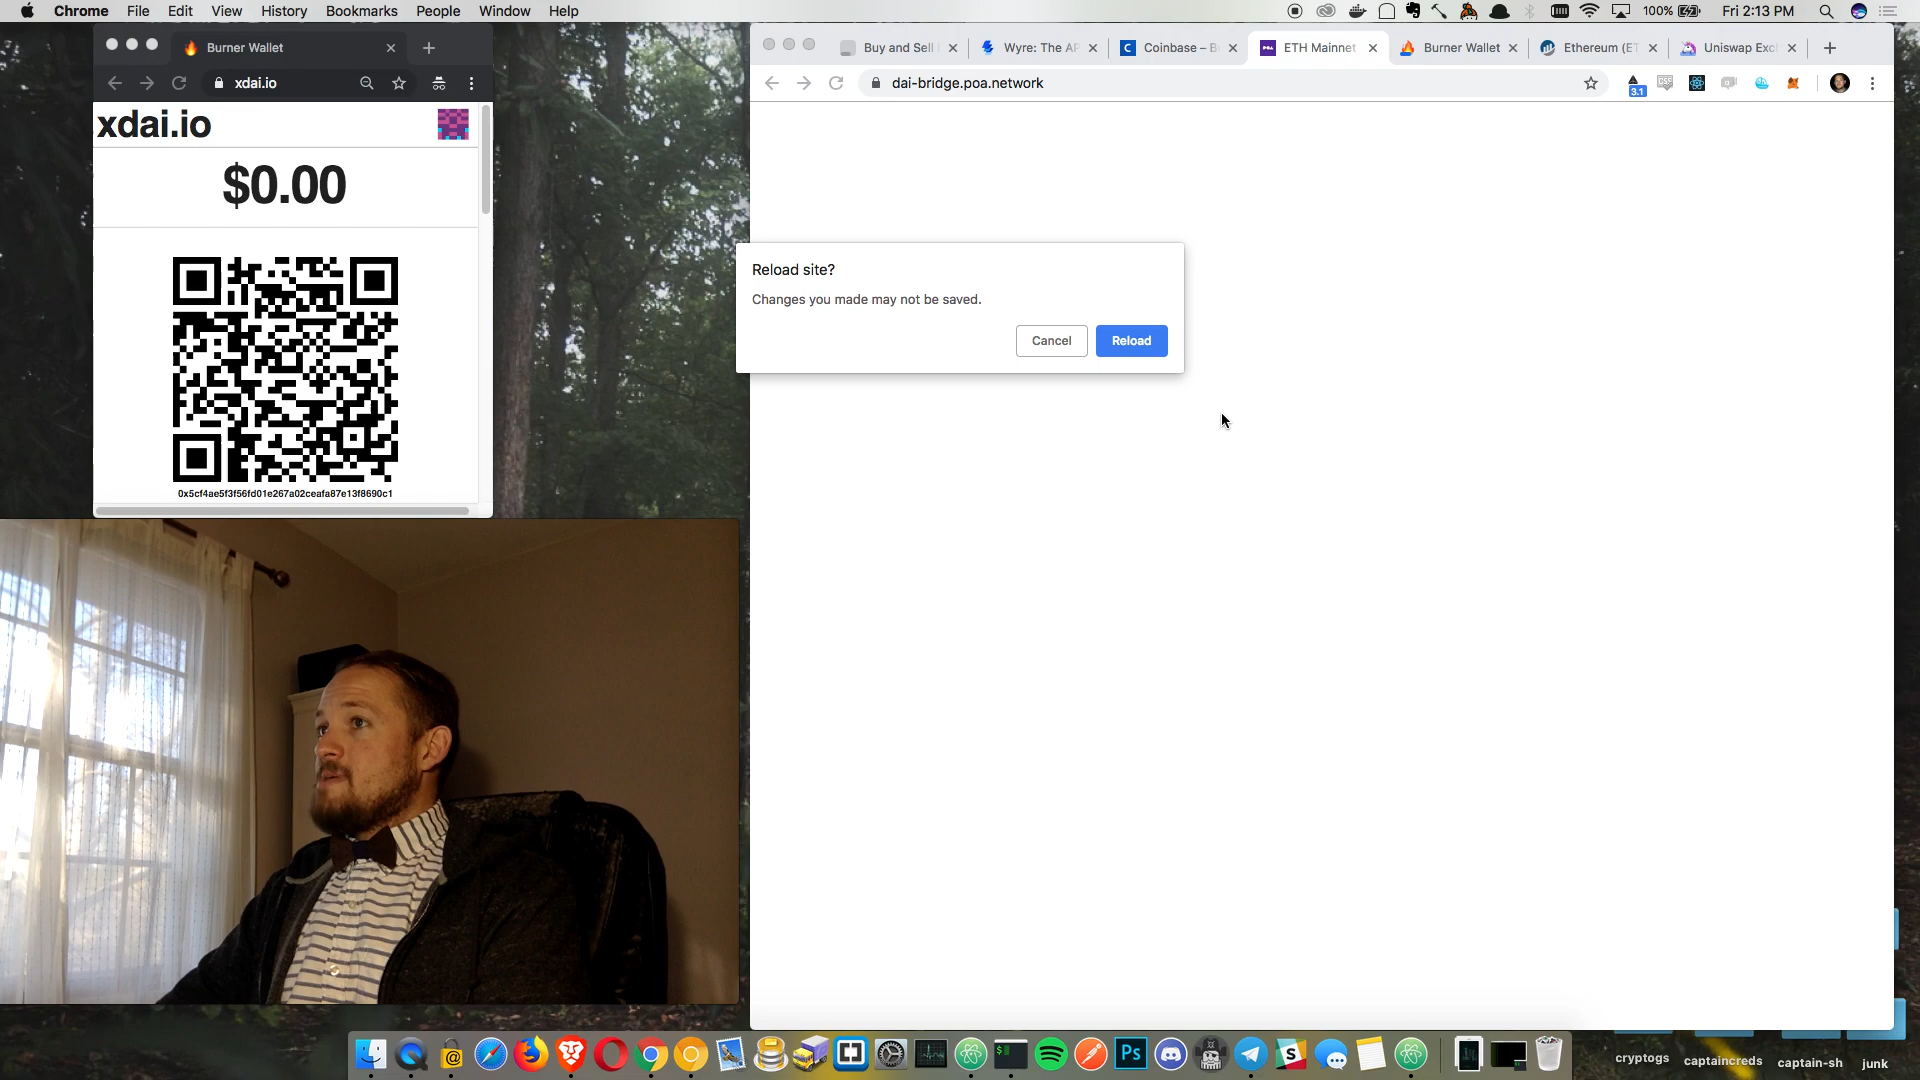 Chrome File Edit View History Bookmarks People Window Help 100% Fri 2:13 PM
Burner Wallet
xdai.io
xdai.io
$0.00
0x5cf4ae5f3f56fd01e267a02ceafa87e13f8690c1
Buy and Sell Wyre: The AP Coinbase – B ETH Mainnet Burner Wallet Ethereum (ET Uniswap Exc
dai-bridge.poa.network
3.1
Reload site?
Changes you made may not be saved.
Cancel Reload
Ps
cryptogs captaincreds captain-sh junk